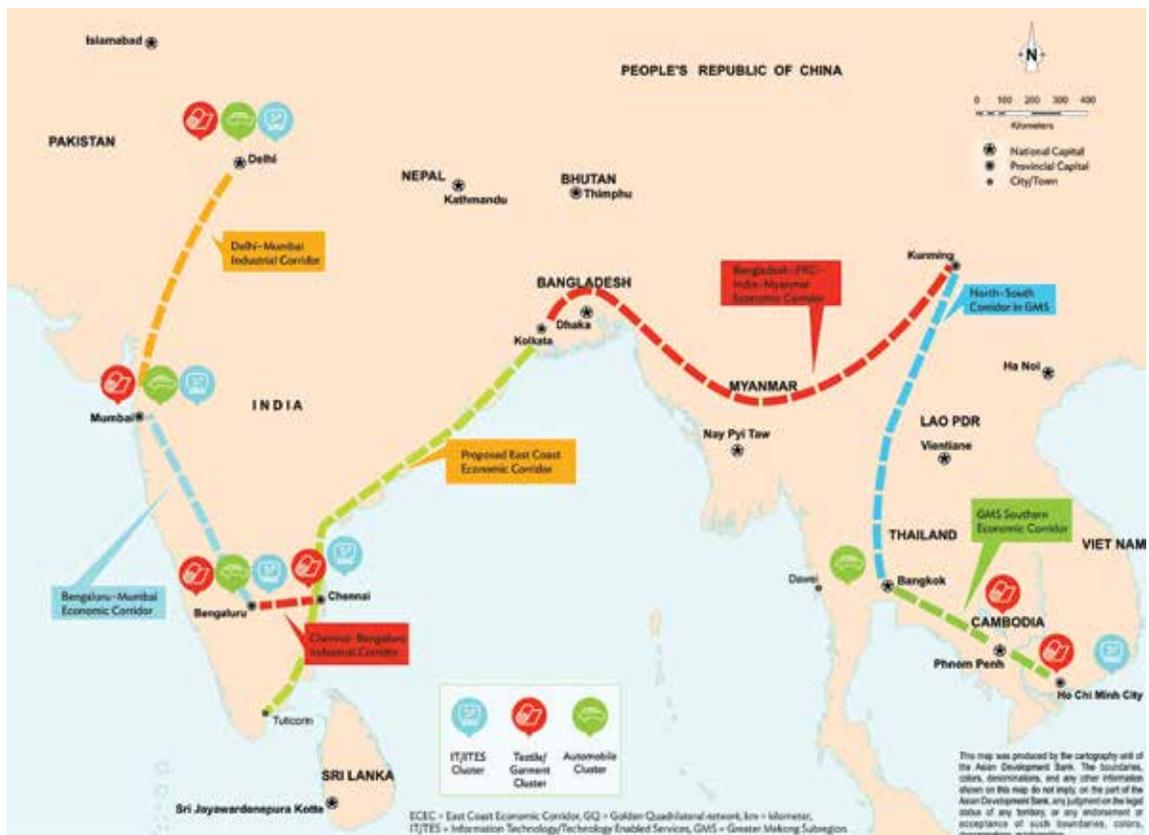 Islamabad
PEOPLE'S REPUBLIC OF CHINA
N
0 100 200 300 400
Kilometers
National Capital
Provincial Capital
City/Town
PAKISTAN
Delhi
NEPAL
Kathmandu
BHUTAN
Thimphu
Delhi–Mumbai
Industrial Corridor
Kunming
Bangladesh–PRC–
India–Myanmar
Economic Corridor
North–South
Corridor in GMS
BANGLADESH
Dhaka
Kolkata
Ha Noi
MYANMAR
INDIA
Mumbai
LAO PDR
Vientiane
Nay Pyi Taw
Proposed East Coast
Economic Corridor
GMS Southern
Economic Corridor
THAILAND
VIET NAM
Bengaluru–Mumbai
Economic Corridor
Bengaluru
Chennai
Dawei
Bangkok
Chennai–Bengaluru
Industrial Corridor
CAMBODIA
Phnom Penh
Ho Chi Minh City
Tuticorin
IT/ITES
Cluster
Textile/
Garment
Cluster
Automobile
Cluster
SRI LANKA
Sri Jayawardenepura Kotte
This map was produced by the cartography unit of
the Asian Development Bank. The boundaries,
colors, denominations, and any other information
shown on this map do not imply, on the part of the
Asian Development Bank, any judgment on the legal
status of any territory, or any endorsement or
acceptance of such boundaries, colors,
ECEC = East Coast Economic Corridor, GQ = Golden Quadrilateral network, km = kilometer,
IT/ITES = Information Technology/Technology Enabled Services, GMS = Greater Mekong Subregion.